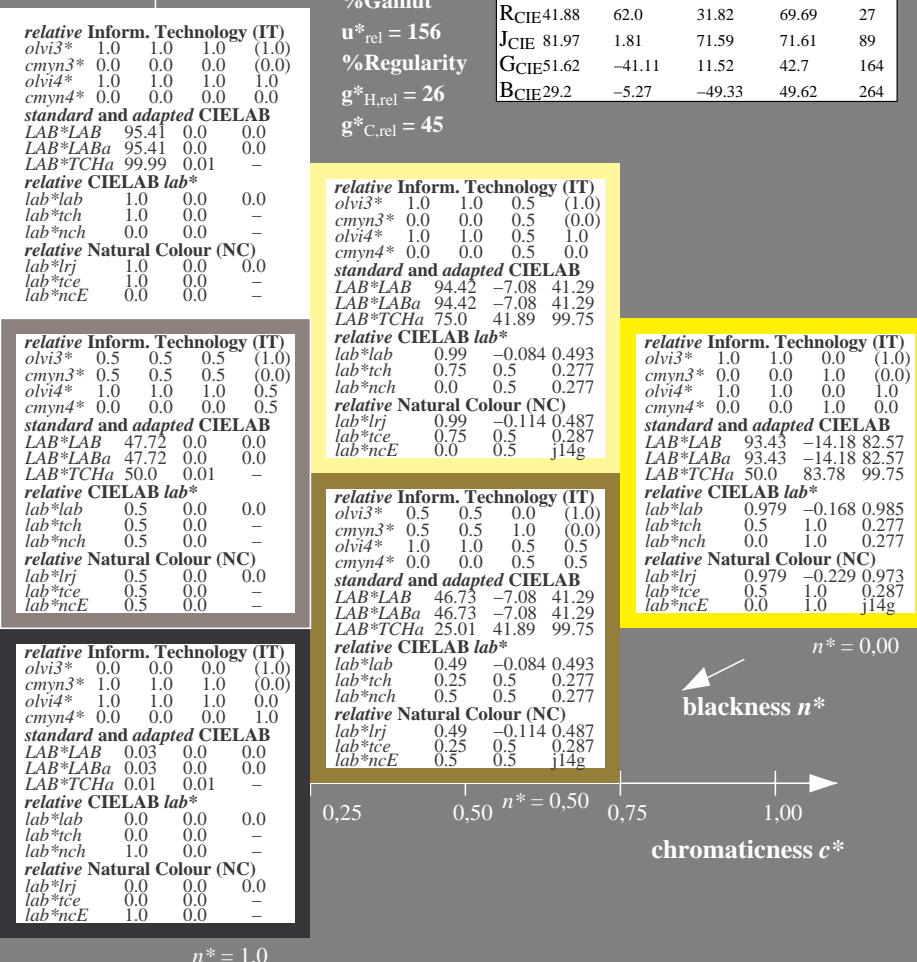 %Gamut
u*rel = 156
%Regularity
g*H,rel = 26
g*C,rel = 45
RCIE 41.88 62.0 31.82 69.69 27
JCIE 81.97 1.81 71.59 71.61 89
GCIE 51.62 −41.11 11.52 42.7 164
BCIE 29.2 −5.27 −49.33 49.62 264
relative Inform. Technology (IT)
olvi3* 1.0 1.0 1.0 (1.0)
cmyn3* 0.0 0.0 0.0 (0.0)
olvi4* 1.0 1.0 1.0 1.0
cmyn4* 0.0 0.0 0.0 0.0
standard and adapted CIELAB
LAB*LAB 95.41 0.0 0.0
LAB*LABa 95.41 0.0 0.0
LAB*TCHa 99.99 0.01 –
relative CIELAB lab*
lab*lab 1.0 0.0 0.0
lab*tch 1.0 0.0 –
lab*nch 0.0 0.0 –
relative Natural Colour (NC)
lab*lrj 1.0 0.0 0.0
lab*tce 1.0 0.0 –
lab*ncE 0.0 0.0 –
relative Inform. Technology (IT)
olvi3* 1.0 1.0 0.5 (1.0)
cmyn3* 0.0 0.0 0.5 (0.0)
olvi4* 1.0 1.0 0.5 1.0
cmyn4* 0.0 0.0 0.5 0.0
standard and adapted CIELAB
LAB*LAB 94.42 −7.08 41.29
LAB*LABa 94.42 −7.08 41.29
LAB*TCHa 75.0 41.89 99.75
relative CIELAB lab*
lab*lab 0.99 −0.084 0.493
lab*tch 0.75 0.5 0.277
lab*nch 0.0 0.5 0.277
relative Natural Colour (NC)
lab*lrj 0.99 −0.114 0.487
lab*tce 0.75 0.5 0.287
lab*ncE 0.0 0.5 j14g
relative Inform. Technology (IT)
olvi3* 0.5 0.5 0.5 (1.0)
cmyn3* 0.5 0.5 0.5 (0.0)
olvi4* 1.0 1.0 1.0 0.5
cmyn4* 0.0 0.0 0.0 0.5
standard and adapted CIELAB
LAB*LAB 47.72 0.0 0.0
LAB*LABa 47.72 0.0 0.0
LAB*TCHa 50.0 0.01 –
relative CIELAB lab*
lab*lab 0.5 0.0 0.0
lab*tch 0.5 0.0 –
lab*nch 0.5 0.0 –
relative Natural Colour (NC)
lab*lrj 0.5 0.0 0.0
lab*tce 0.5 0.0 –
lab*ncE 0.5 0.0 –
relative Inform. Technology (IT)
olvi3* 1.0 1.0 0.0 (1.0)
cmyn3* 0.0 0.0 1.0 (0.0)
olvi4* 1.0 1.0 0.0 1.0
cmyn4* 0.0 0.0 1.0 0.0
standard and adapted CIELAB
LAB*LAB 93.43 −14.18 82.57
LAB*LABa 93.43 −14.18 82.57
LAB*TCHa 50.0 83.78 99.75
relative CIELAB lab*
lab*lab 0.979 −0.168 0.985
lab*tch 0.5 1.0 0.277
lab*nch 0.0 1.0 0.277
relative Natural Colour (NC)
lab*lrj 0.979 −0.229 0.973
lab*tce 0.5 1.0 0.287
lab*ncE 0.0 1.0 j14g
relative Inform. Technology (IT)
olvi3* 0.5 0.5 0.0 (1.0)
cmyn3* 0.5 0.5 1.0 (0.0)
olvi4* 1.0 1.0 0.5 0.5
cmyn4* 0.0 0.0 0.5 0.5
standard and adapted CIELAB
LAB*LAB 46.73 −7.08 41.29
LAB*LABa 46.73 −7.08 41.29
LAB*TCHa 25.01 41.89 99.75
relative CIELAB lab*
lab*lab 0.49 −0.084 0.493
lab*tch 0.25 0.5 0.277
lab*nch 0.5 0.5 0.277
relative Natural Colour (NC)
lab*lrj 0.49 −0.114 0.487
lab*tce 0.25 0.5 0.287
lab*ncE 0.5 0.5 j14g
relative Inform. Technology (IT)
olvi3* 0.0 0.0 0.0 (1.0)
cmyn3* 1.0 1.0 1.0 (0.0)
olvi4* 1.0 1.0 1.0 0.0
cmyn4* 0.0 0.0 0.0 1.0
standard and adapted CIELAB
LAB*LAB 0.03 0.0 0.0
LAB*LABa 0.03 0.0 0.0
LAB*TCHa 0.01 0.01 –
relative CIELAB lab*
lab*lab 0.0 0.0 0.0
lab*tch 0.0 0.0 –
lab*nch 1.0 0.0 –
relative Natural Colour (NC)
lab*lrj 0.0 0.0 0.0
lab*tce 0.0 0.0 –
lab*ncE 1.0 0.0 –
n* = 0,00
blackness n*
n* = 0,50
0,25 0,50 0,75 1,00
chromaticness c*
n* = 1,0